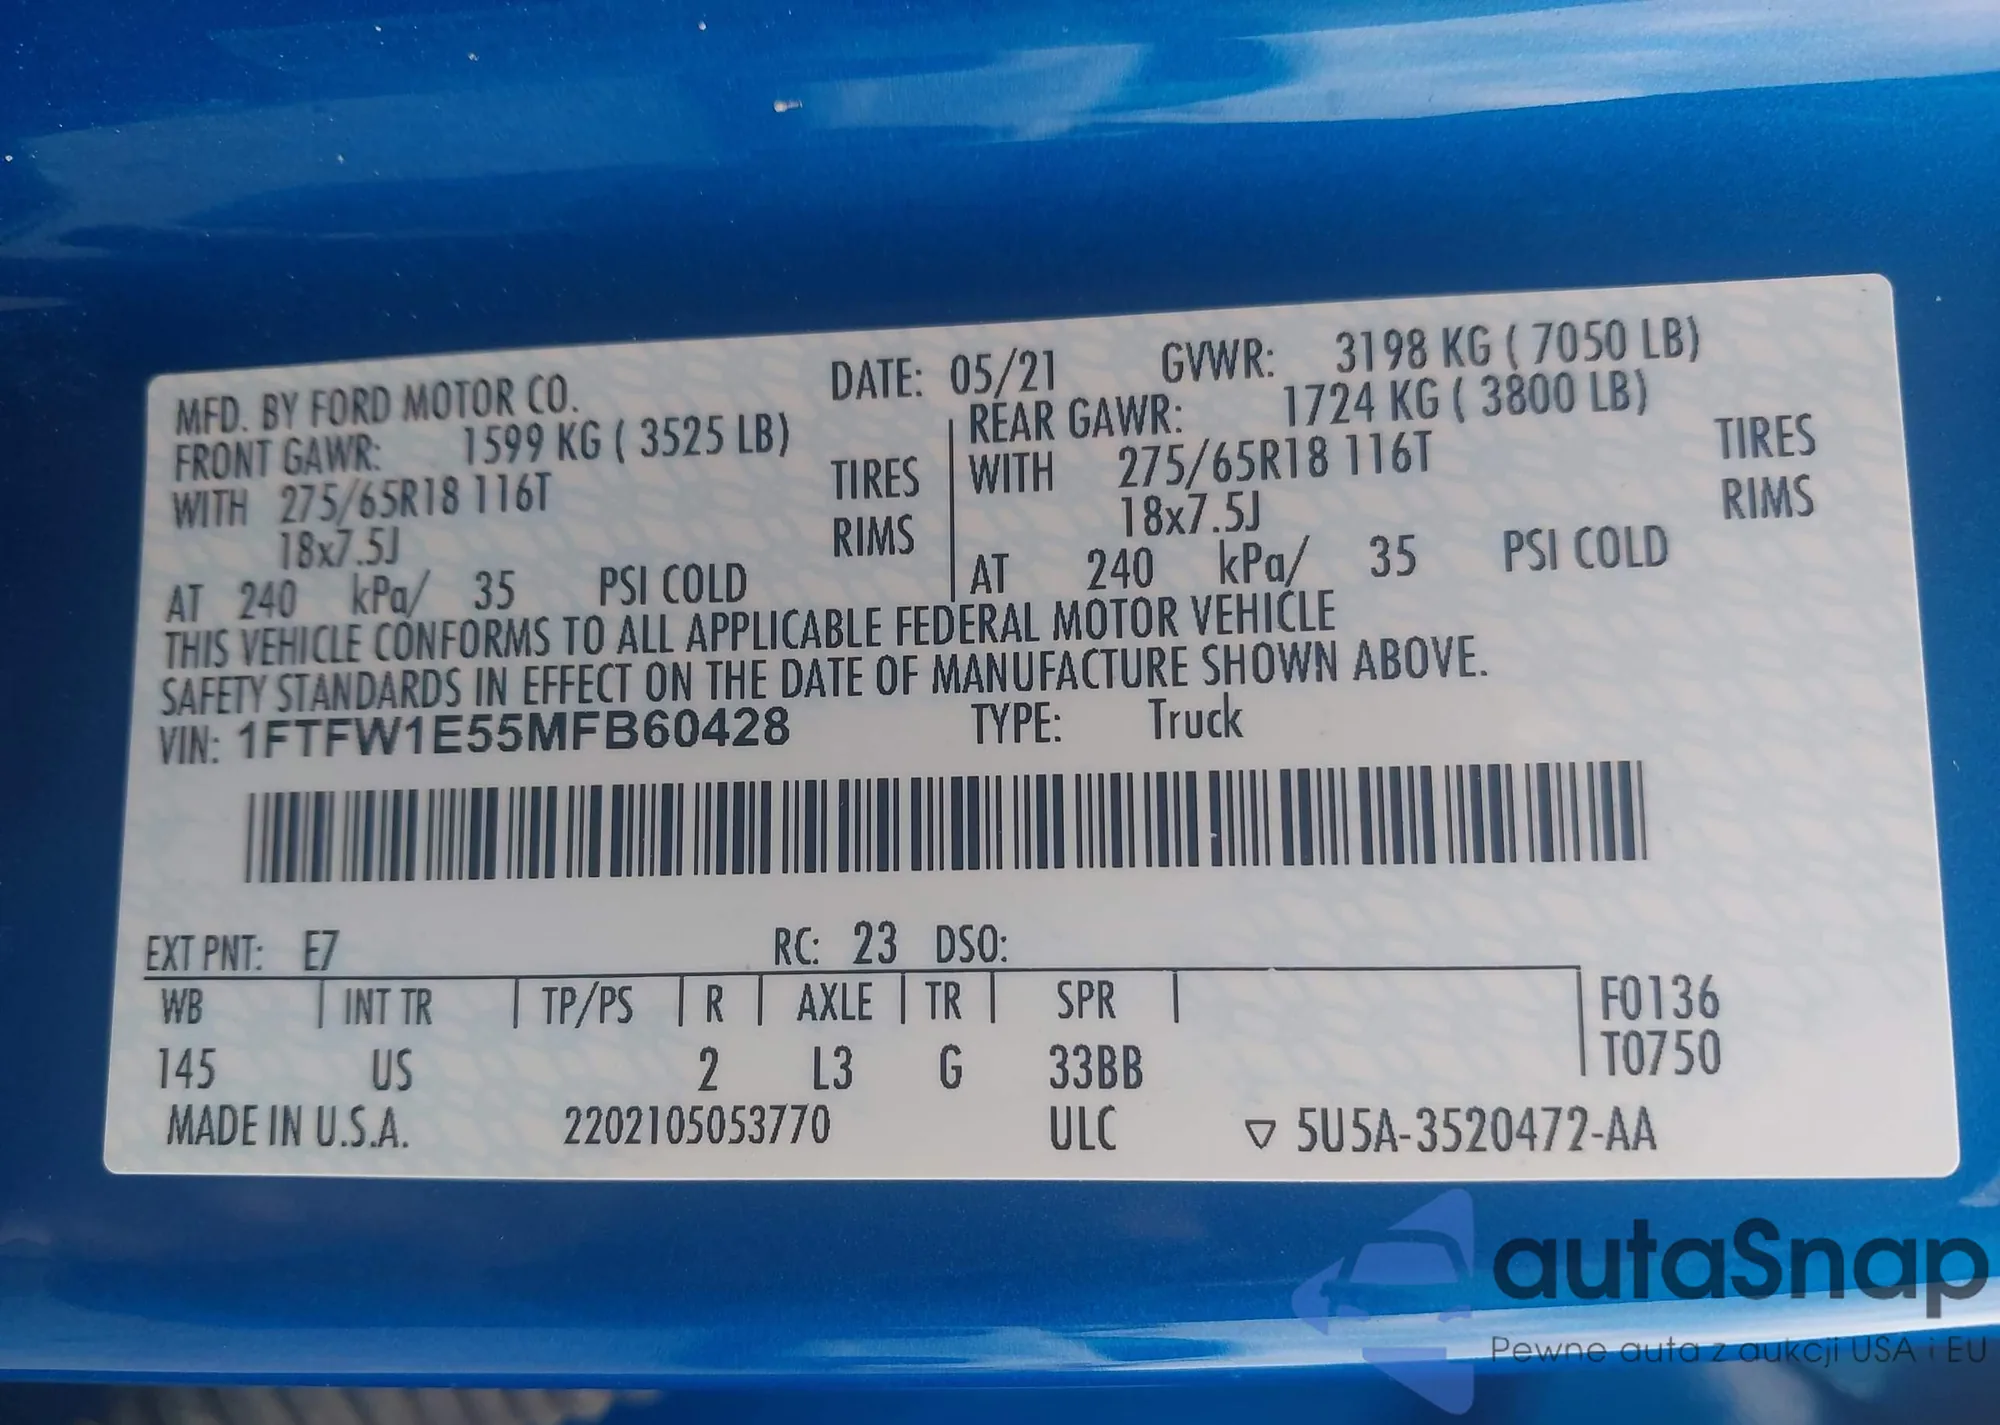 MFD. BY FORD MOTOR CO. DATE: 05/21 GVWR: 3198 KG ( 7050 LB)
FRONT GAWR: 1599 KG ( 3525 LB) REAR GAWR: 1724 KG ( 3800 LB)
WITH 275/65R18 116T TIRES WITH 275/65R18 116T TIRES
18x7.5J RIMS 18x7.5J RIMS
AT 240 kPa/ 35 PSI COLD AT 240 kPa/ 35 PSI COLD
THIS VEHICLE CONFORMS TO ALL APPLICABLE FEDERAL MOTOR VEHICLE
SAFETY STANDARDS IN EFFECT ON THE DATE OF MANUFACTURE SHOWN ABOVE.
VIN: 1FTFW1E55MFB60428 TYPE: Truck
EXT PNT: E7 RC: 23 DSO:
WB INT TR TP/PS R AXLE TR SPR F0136
T0750
145 US 2 L3 G 33BB
MADE IN U.S.A. 2202105053770 ULC ▽ 5U5A-3520472-AA
autaSnap
Pewne auta z aukcji USA i EU